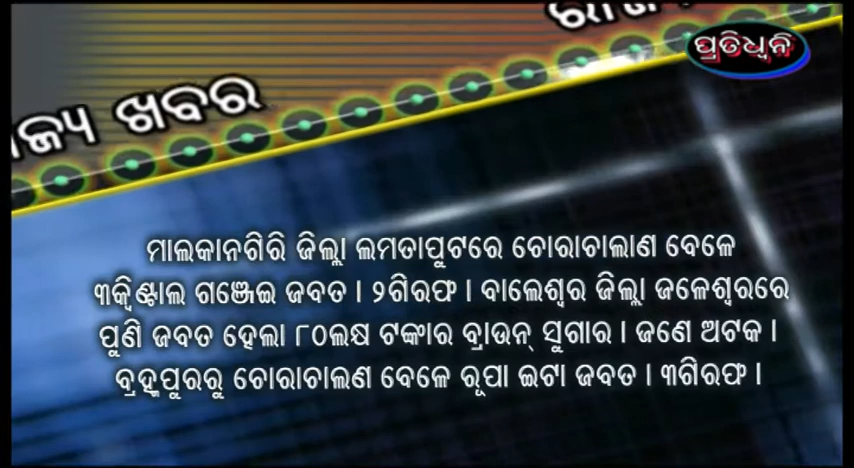 ପ୍ରତିଧ୍ୱନି
ଖବର
ମାଲକାନଗିରି ଜିଲ୍ଲା ଲମତାପୁଟରେ ଚୋରାଚାଲାଣ ବେଳେ
୩କ୍ୱିଣ୍ଟାଲ ଗଞ୍ଜେଇ ଜବତ । ୨ଗିରଫ । ବାଲେଶ୍ୱର ଜିଲ୍ଲା ଜଳେଶ୍ୱରରେ
ପୁଣି ଜବତ ହେଲା ୮୦ଲକ୍ଷ ଟଙ୍କାର ବ୍ରାଉନ୍ ସୁଗାର । ଜଣେ ଅଟକ ।
ବ୍ରହ୍ମପୁରରୁ ଚୋରାଚାଲଣ ବେଳେ ରୂପା ଇଟା ଜବତ । ୩ଗିରଫ ।